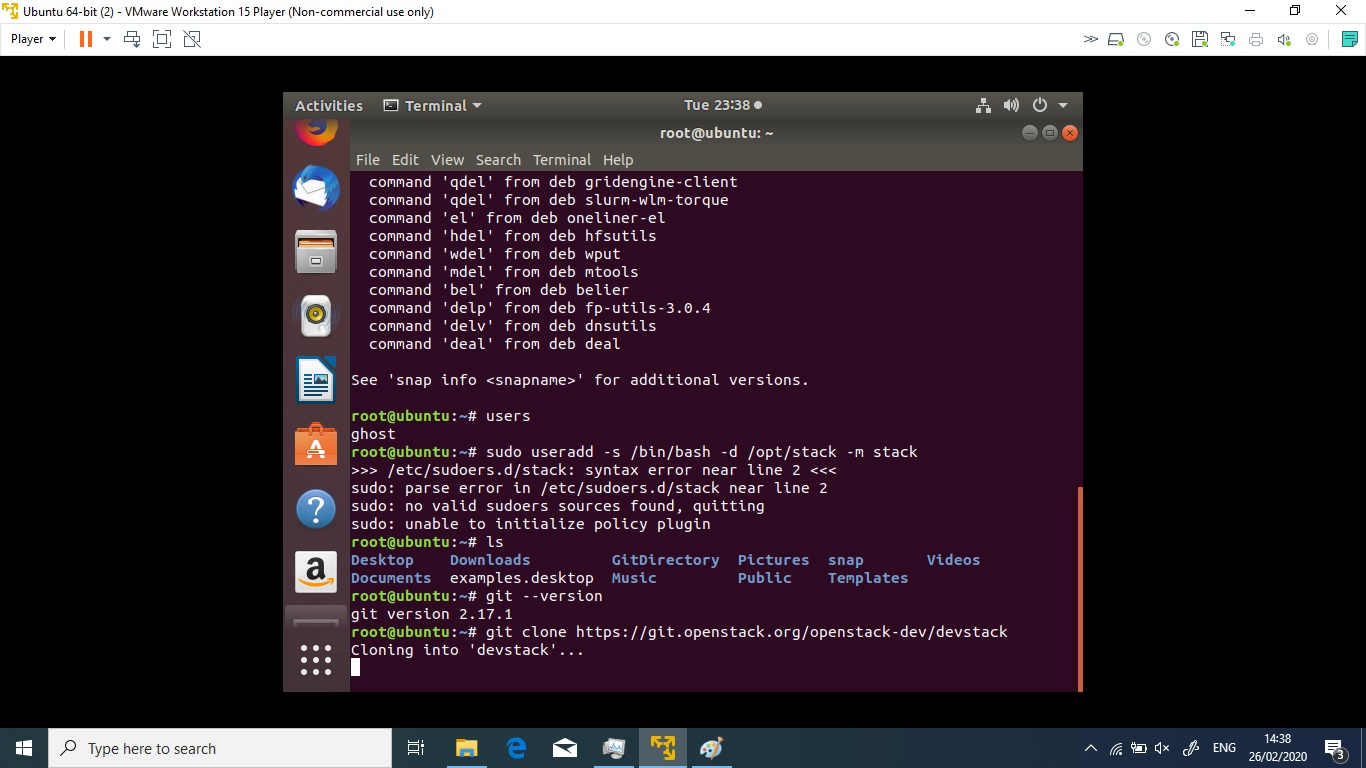 Ubuntu 64-bit (2) - VMware Workstation 15 Player (Non-commercial use only)
Player
Activities Terminal Tue 23:38
root@ubuntu: ~
File Edit View Search Terminal Help
command 'qdel' from deb gridengine-client
command 'qdel' from deb slurm-wlm-torque
command 'el' from deb oneliner-el
command 'hdel' from deb hfsutils
command 'wdel' from deb wput
command 'mdel' from deb mtools
command 'bel' from deb belier
command 'delp' from deb fp-utils-3.0.4
command 'delv' from deb dnsutils
command 'deal' from deb deal
See 'snap info <snapname>' for additional versions.
root@ubuntu:~# users
ghost
root@ubuntu:~# sudo useradd -s /bin/bash -d /opt/stack -m stack
>>> /etc/sudoers.d/stack: syntax error near line 2 <<<
sudo: parse error in /etc/sudoers.d/stack near line 2
sudo: no valid sudoers sources found, quitting
sudo: unable to initialize policy plugin
root@ubuntu:~# ls
Desktop Downloads GitDirectory Pictures snap Videos
Documents examples.desktop Music Public Templates
root@ubuntu:~# git --version
git version 2.17.1
root@ubuntu:~# git clone https://git.openstack.org/openstack-dev/devstack
Cloning into 'devstack'...
Type here to search
ENG
14:38
26/02/2020
3